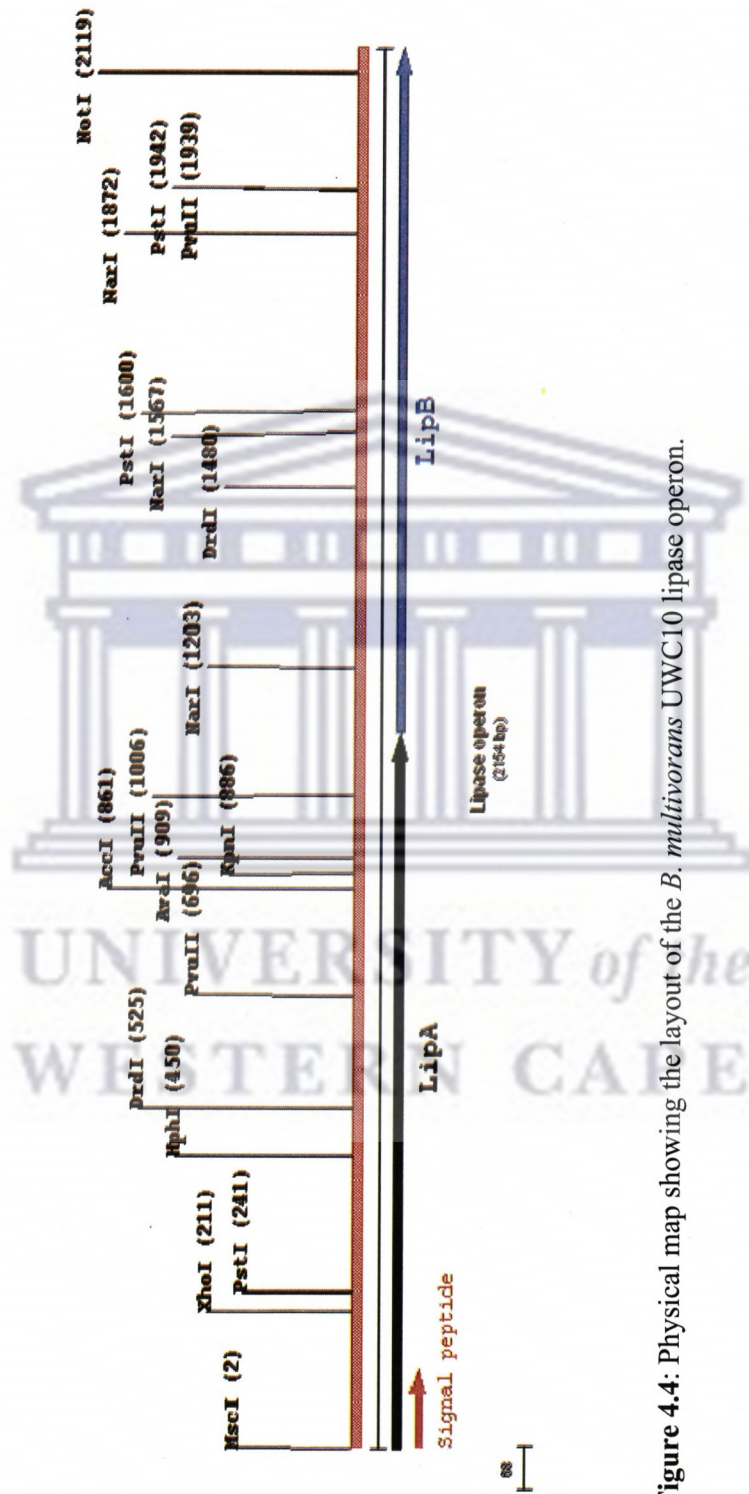 MscI (2)
XhoI (211)
PstI (241)
HphI (450)
DrdI (525)
PvuII (696)
AccI (861)
KpnI (886)
AvaI (909)
PvuII (1006)
NarI (1203)
DrdI (1480)
NarI (1567)
PstI (1600)
NarI (1872)
PvuII (1939)
PstI (1942)
NotI (2119)
LipA
LipB
Signal peptide
Lipase operon
(2154 bp)
68
UNIVERSITY of the
WESTERN CAPE
Figure 4.4: Physical map showing the layout of the B. multivorans UWC10 lipase operon.